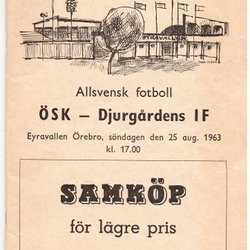 EYRAVALLEN
Allsvensk fotboll
ÖSK – Djurgårdens IF
Eyravallen Örebro, söndagen den 25 aug. 1963
kl. 17.00
SAMKÖP
för lägre pris